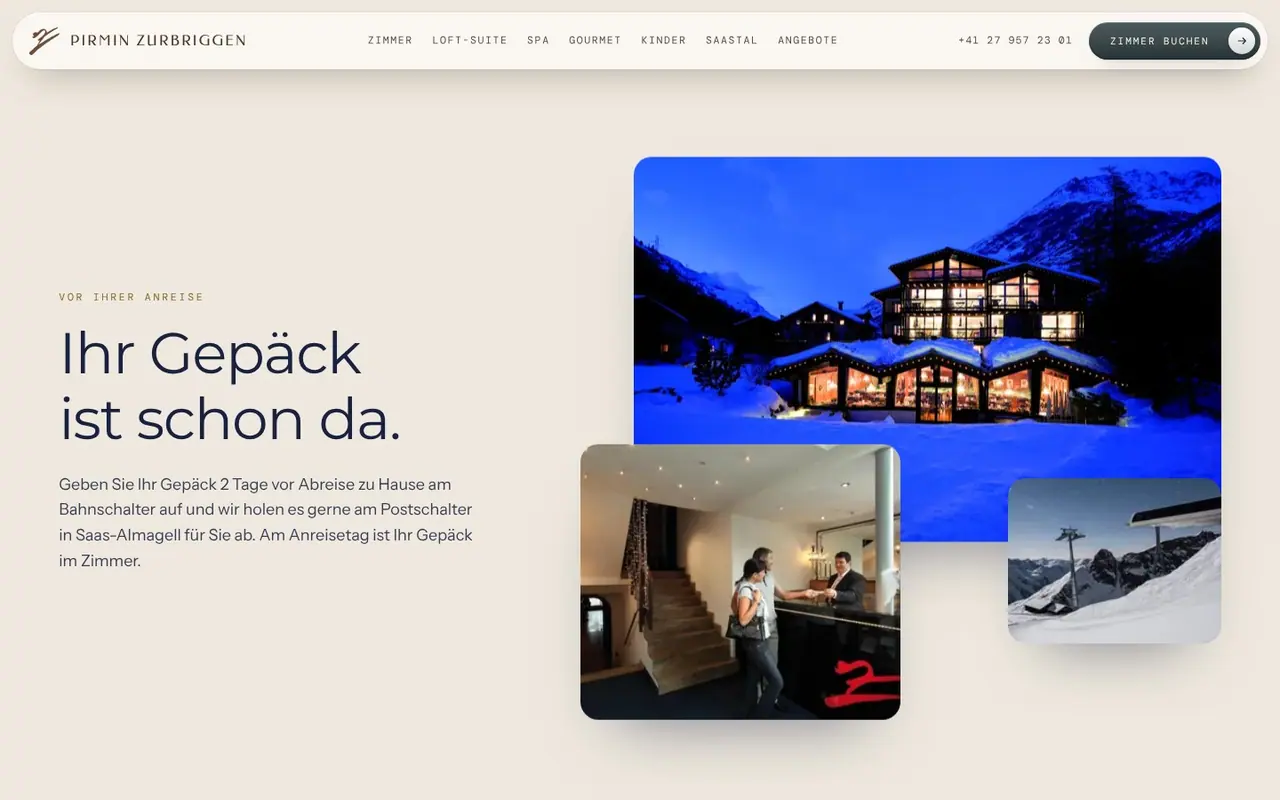 PIRMIN ZURBRIGGEN
ZIMMER LOFT-SUITE SPA GOURMET KINDER SAASTAL ANGEBOTE
+41 27 957 23 01
ZIMMER BUCHEN
VOR IHRER ANREISE
Ihr Gepäck
ist schon da.
Geben Sie Ihr Gepäck 2 Tage vor Abreise zu Hause am
Bahnschalter auf und wir holen es gerne am Postschalter
in Saas-Almagell für Sie ab. Am Anreisetag ist Ihr Gepäck
im Zimmer.